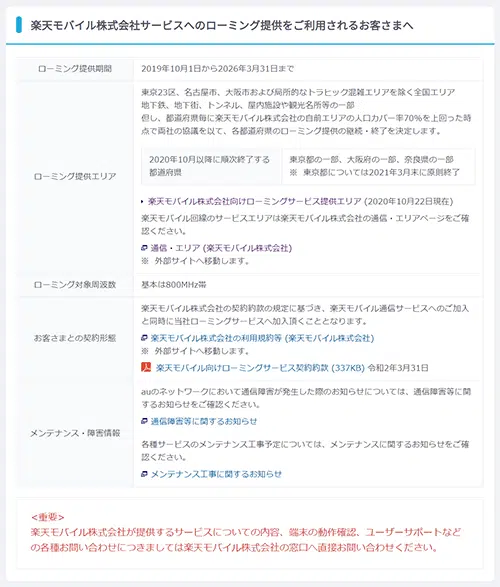 楽天モバイル株式会社サービスへのローミング提供をご利用されるお客さまへ
ローミング提供期間
2019年10月1日から2026年3月31日まで
ローミング提供エリア
東京23区、名古屋市、大阪市および局所的なトラヒック混雑エリアを除く全国エリア
地下鉄、地下街、トンネル、屋内施設や観光名所等の一部
但し、都道府県毎に楽天モバイル株式会社の自前エリアの人口カバー率70%を上回った時
点で両社の協議を以て、各都道府県のローミング提供の継続・終了を決定します。
2020年10月以降に順次終了する
都道府県
東京都の一部、大阪府の一部、奈良県の一部
※ 東京都については2021年3月末に原則終了
楽天モバイル株式会社向けローミングサービス提供エリア (2020年10月22日現在)
楽天モバイル回線のサービスエリアは楽天モバイル株式会社の通信・エリアページをご確
認ください。
通信・エリア (楽天モバイル株式会社)
※ 外部サイトへ移動します。
ローミング対象周波数
基本は800MHz帯
お客さまとの契約形態
楽天モバイル株式会社の契約約款の規定に基づき、楽天モバイル通信サービスへのご加入
と同時に当社ローミングサービスへ加入頂くこととなります。
楽天モバイル株式会社の利用規約等 (楽天モバイル株式会社)
※ 外部サイトへ移動します。
楽天モバイル向けローミングサービス契約約款 (337KB) 令和2年3月31日
メンテナンス・障害情報
auのネットワークにおいて通信障害が発生した際のお知らせについては、通信障害等に関
するお知らせをご確認ください。
通信障害等に関するお知らせ
各種サービスのメンテナンス工事予定については、メンテナンスに関するお知らせをご確
認ください。
メンテナンス工事に関するお知らせ
<重要>
楽天モバイル株式会社が提供するサービスについての内容、端末の動作確認、ユーザーサポートなど
の各種お問い合わせにつきましては楽天モバイル株式会社の窓口へ直接お問い合わせください。